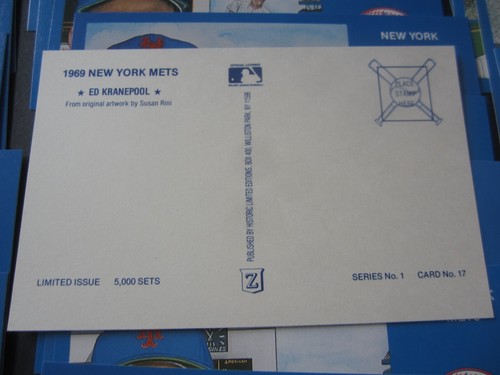 NEW YORK
1969 NEW YORK METS
★ ED KRANEPOOL ★
From original artwork by Susan Rini
PUBLISHED BY HISTORIC LIMITED EDITIONS, BOX 400, WILLISTON PARK, NY 11596
PLACE
STAMP
HERE
LIMITED ISSUE 5,000 SETS
Z
SERIES No. 1 CARD No. 17